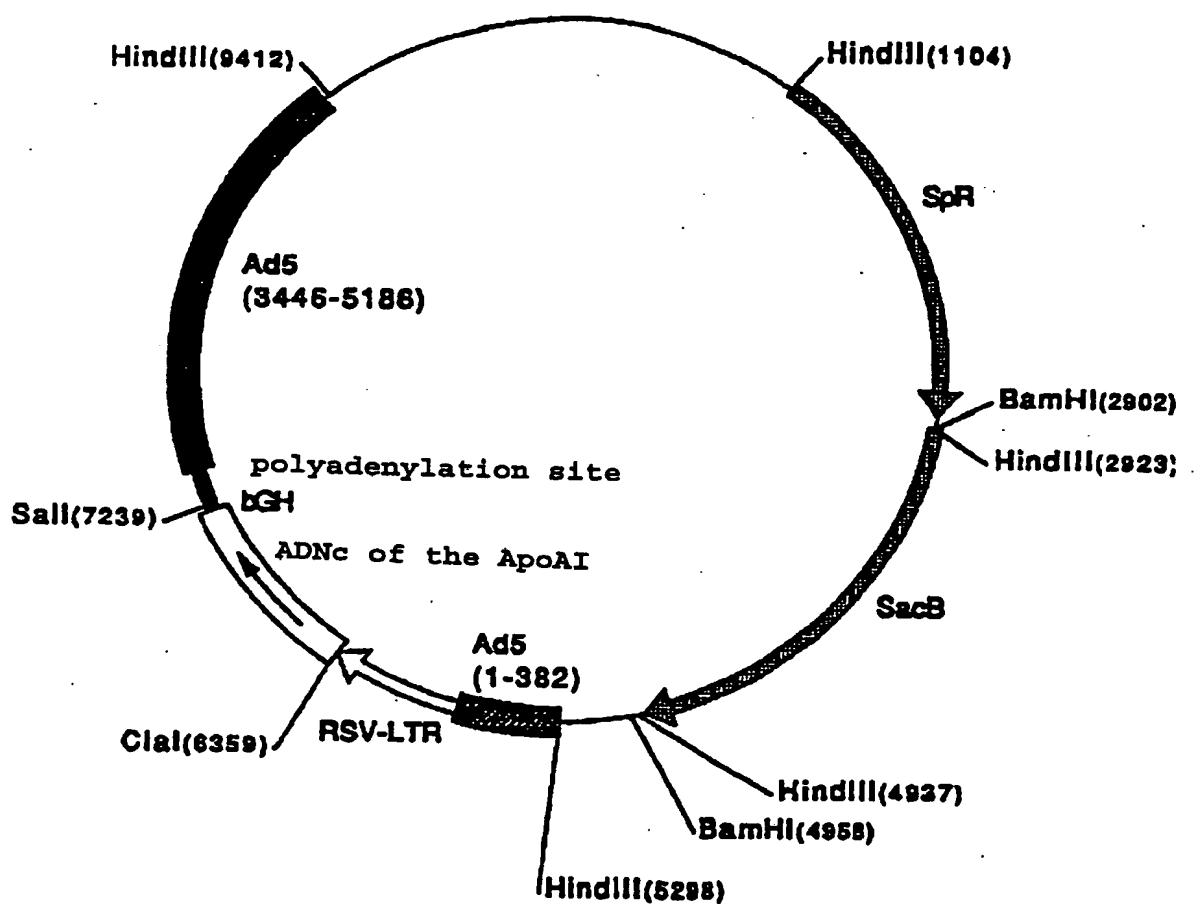 HindIII(9412)
HindIII(1104)
SpR
Ad5
(3446-5186)
BamHI(2902)
HindIII(2923)
polyadenylation site
bGH
SalI(7239)
ADNc of the ApoAI
SacB
Ad5
(1-382)
RSV-LTR
ClaI(6359)
HindIII(4937)
BamHI(4958)
HindIII(5298)